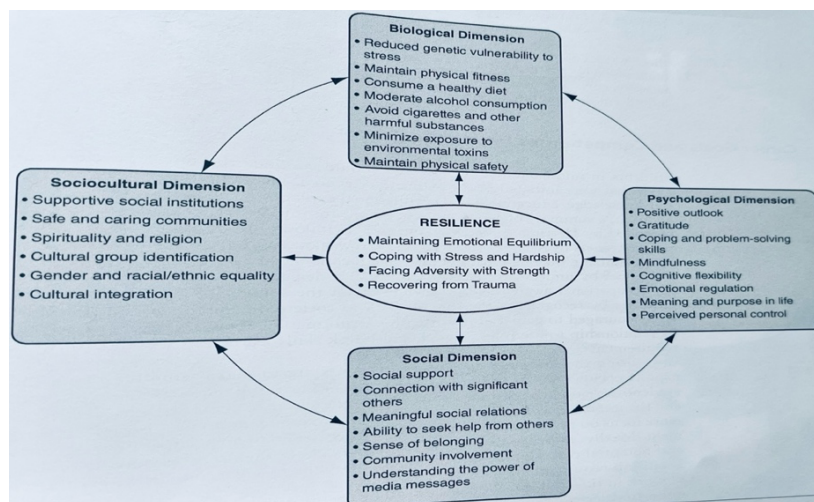 Biological Dimension
• Reduced genetic vulnerability to
stress
• Maintain physical fitness
• Consume a healthy diet
• Moderate alcohol consumption
• Avoid cigarettes and other
harmful substances
• Minimize exposure to
environmental toxins
• Maintain physical safety
Sociocultural Dimension
• Supportive social institutions
• Safe and caring communities
• Spirituality and religion
• Cultural group identification
• Gender and racial/ethnic equality
• Cultural integration
RESILIENCE
• Maintaining Emotional Equilibrium
• Coping with Stress and Hardship
• Facing Adversity with Strength
• Recovering from Trauma
Psychological Dimension
• Positive outlook
• Gratitude
• Coping and problem-solving
skills
• Mindfulness
• Cognitive flexibility
• Emotional regulation
• Meaning and purpose in life
• Perceived personal control
Social Dimension
• Social support
• Connection with significant
others
• Meaningful social relations
• Ability to seek help from others
• Sense of belonging
• Community involvement
• Understanding the power of
media messages